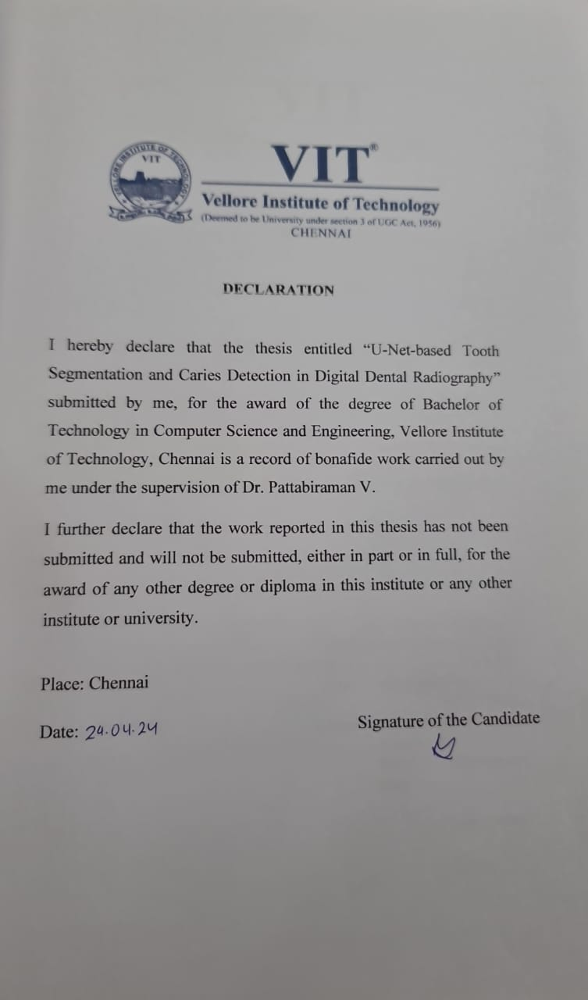 VELLORE INSTITUTE OF TECHNOLOGY
VIT
VIT®
Vellore Institute of Technology
(Deemed to be University under section 3 of UGC Act, 1956)
CHENNAI
DECLARATION
I hereby declare that the thesis entitled “U-Net-based Tooth
Segmentation and Caries Detection in Digital Dental Radiography”
submitted by me, for the award of the degree of Bachelor of
Technology in Computer Science and Engineering, Vellore Institute
of Technology, Chennai is a record of bonafide work carried out by
me under the supervision of Dr. Pattabiraman V.
I further declare that the work reported in this thesis has not been
submitted and will not be submitted, either in part or in full, for the
award of any other degree or diploma in this institute or any other
institute or university.
Place: Chennai
Date: 24.04.24
Signature of the Candidate